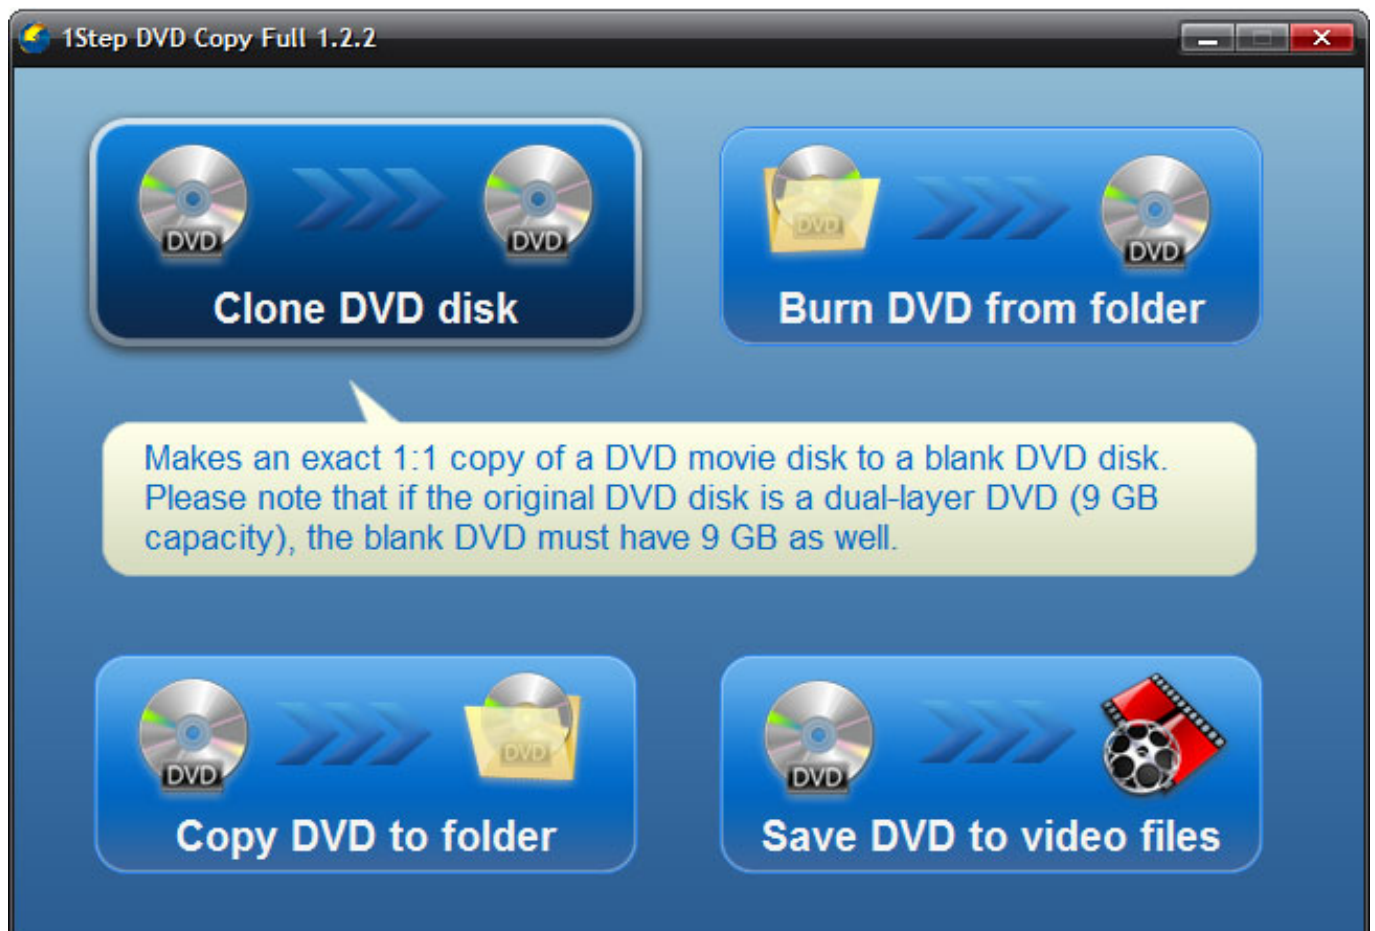 1Step DVD Copy Full 1.2.2
DVD
DVD
Clone DVD disk
DVD
DVD
Burn DVD from folder
Makes an exact 1:1 copy of a DVD movie disk to a blank DVD disk.
Please note that if the original DVD disk is a dual-layer DVD (9 GB
capacity), the blank DVD must have 9 GB as well.
DVD
DVD
Copy DVD to folder
DVD
Save DVD to video files